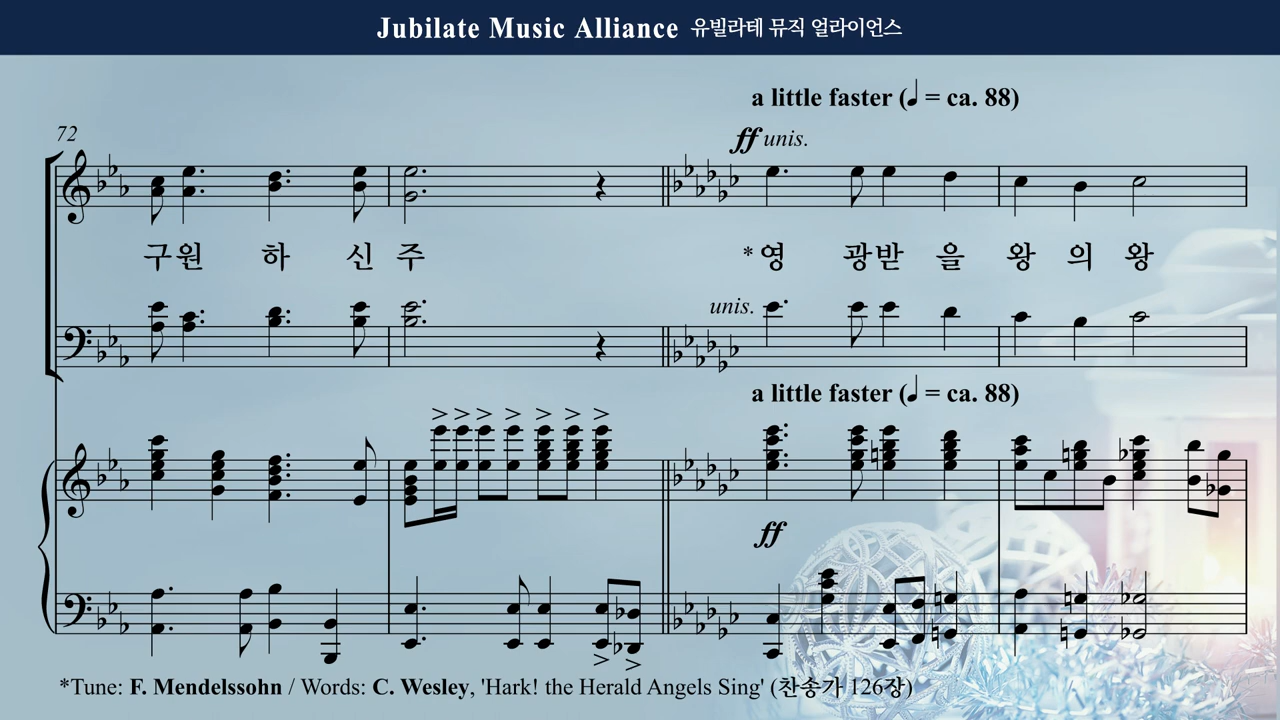 Jubilate Music Alliance 유빌라테 뮤직 얼라이언스
a little faster (♩ = ca. 88)
72
ff unis.
구원 하 신 주 *영 광받 을 왕 의 왕
unis.
a little faster (♩ = ca. 88)
ff
*Tune: F. Mendelssohn / Words: C. Wesley, 'Hark! the Herald Angels Sing' (찬송가 126장)